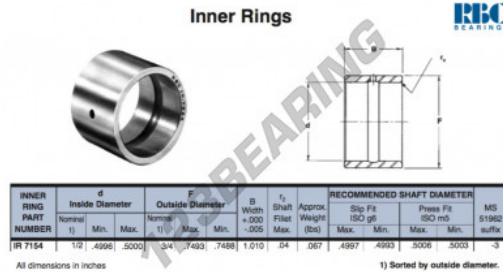 Inner Rings
RBC
BEARINGS
B
r₂
d
F
123BEARING
INNER RING PART NUMBER
d Inside Diameter
F Outside Diameter
B Width +.000 -.005
r₂ Shaft Fillet Max.
Approx. Weight (lbs)
RECOMMENDED SHAFT DIAMETER
MS 51962 suffix
Slip Fit ISO g6
Press Fit ISO m5
Nominal 1) Min. Max. Nominal 1) Max. Min. Max. Min. Max. Min.
IR 7154 1/2 .4996 .5000 3/4 .7493 .7488 1.010 .04 .067 .4997 .4993 .5006 .5003 -3
All dimensions in inches
1) Sorted by outside diameter.